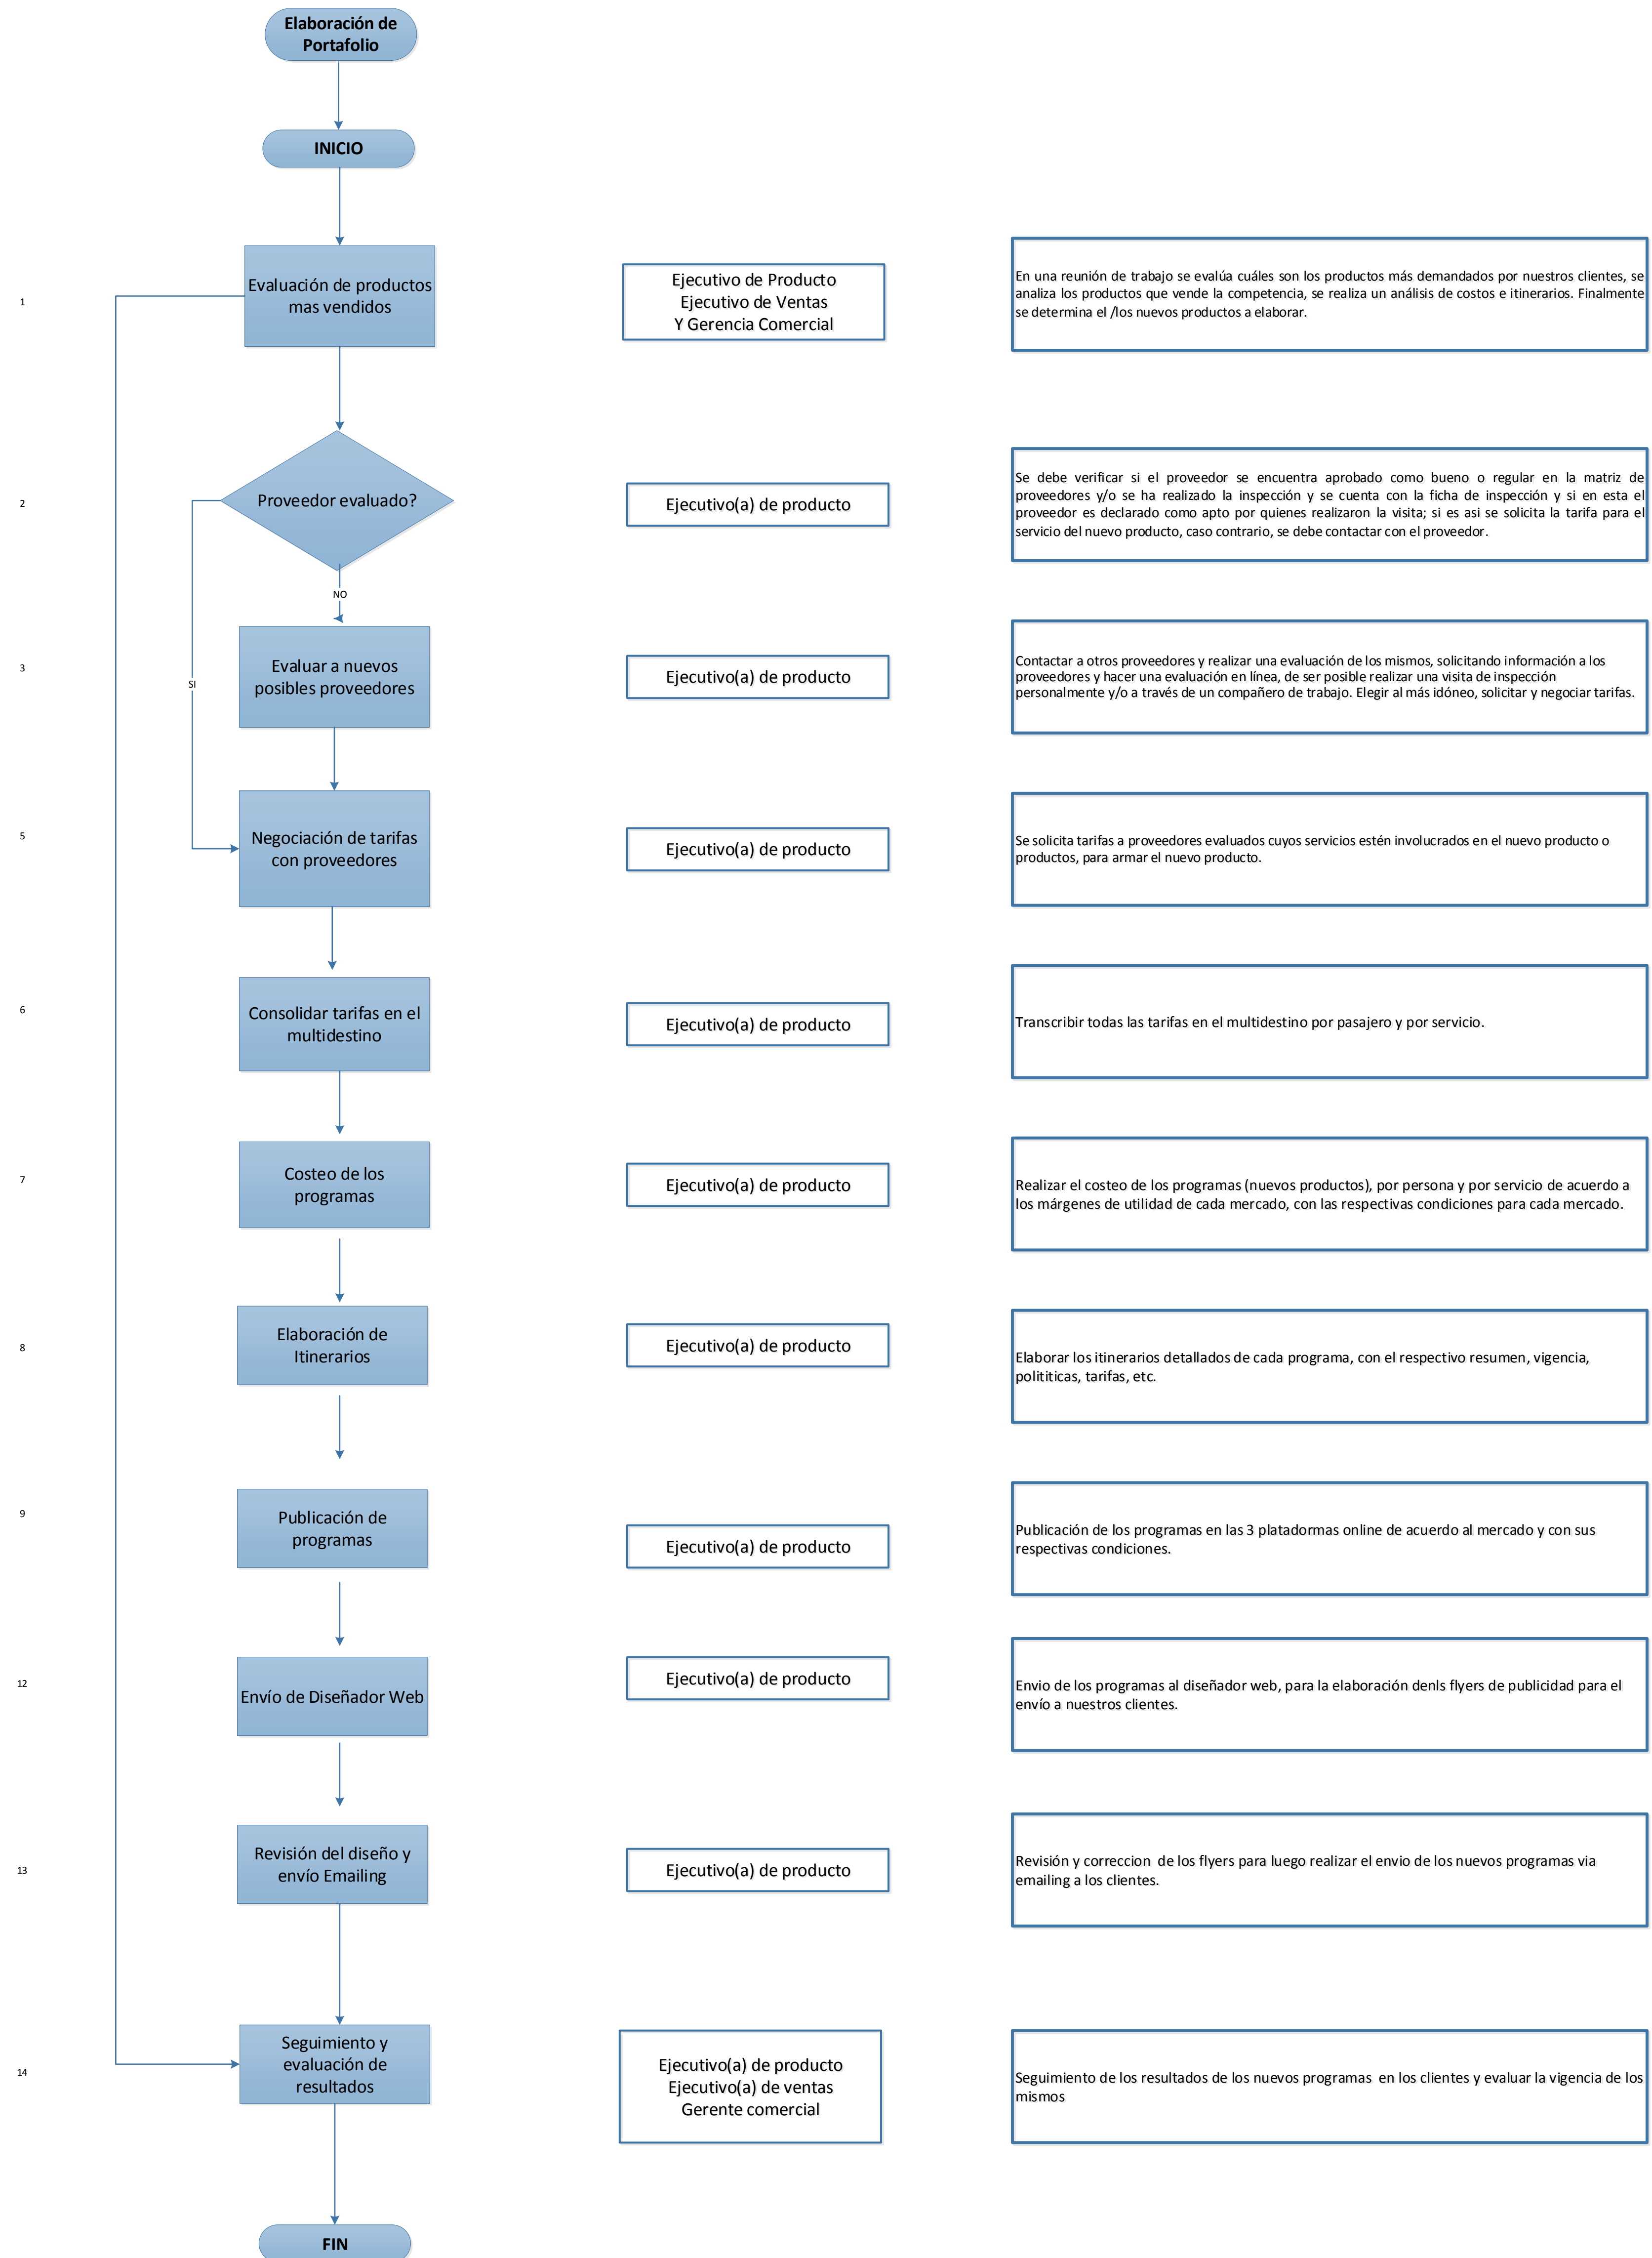 Elaboración de
Portafolio
INICIO
1
Evaluación de productos
mas vendidos
Ejecutivo de Producto
Ejecutivo de Ventas
Y Gerencia Comercial
En una reunión de trabajo se evalúa cuáles son los productos más demandados por nuestros clientes, se
analiza los productos que vende la competencia, se realiza un análisis de costos e itinerarios. Finalmente
se determina el /los nuevos productos a elaborar.
2
Proveedor evaluado?
Ejecutivo(a) de producto
Se debe verificar si el proveedor se encuentra aprobado como bueno o regular en la matriz de
proveedores y/o se ha realizado la inspección y se cuenta con la ficha de inspección y si en esta el
proveedor es declarado como apto por quienes realizaron la visita; si es asi se solicita la tarifa para el
servicio del nuevo producto, caso contrario, se debe contactar con el proveedor.
NO
SI
3
Evaluar a nuevos
posibles proveedores
Ejecutivo(a) de producto
Contactar a otros proveedores y realizar una evaluación de los mismos, solicitando información a los
proveedores y hacer una evaluación en línea, de ser posible realizar una visita de inspección
personalmente y/o a través de un compañero de trabajo. Elegir al más idóneo, solicitar y negociar tarifas.
5
Negociación de tarifas
con proveedores
Ejecutivo(a) de producto
Se solicita tarifas a proveedores evaluados cuyos servicios estén involucrados en el nuevo producto o
productos, para armar el nuevo producto.
6
Consolidar tarifas en el
multidestino
Ejecutivo(a) de producto
Transcribir todas las tarifas en el multidestino por pasajero y por servicio.
7
Costeo de los
programas
Ejecutivo(a) de producto
Realizar el costeo de los programas (nuevos productos), por persona y por servicio de acuerdo a
los márgenes de utilidad de cada mercado, con las respectivas condiciones para cada mercado.
8
Elaboración de
Itinerarios
Ejecutivo(a) de producto
Elaborar los itinerarios detallados de cada programa, con el respectivo resumen, vigencia,
polititicas, tarifas, etc.
9
Publicación de
programas
Ejecutivo(a) de producto
Publicación de los programas en las 3 platadormas online de acuerdo al mercado y con sus
respectivas condiciones.
12
Envío de Diseñador Web
Ejecutivo(a) de producto
Envio de los programas al diseñador web, para la elaboración denls flyers de publicidad para el
envío a nuestros clientes.
13
Revisión del diseño y
envío Emailing
Ejecutivo(a) de producto
Revisión y correccion de los flyers para luego realizar el envio de los nuevos programas via
emailing a los clientes.
14
Seguimiento y
evaluación de
resultados
Ejecutivo(a) de producto
Ejecutivo(a) de ventas
Gerente comercial
Seguimiento de los resultados de los nuevos programas en los clientes y evaluar la vigencia de los
mismos
FIN